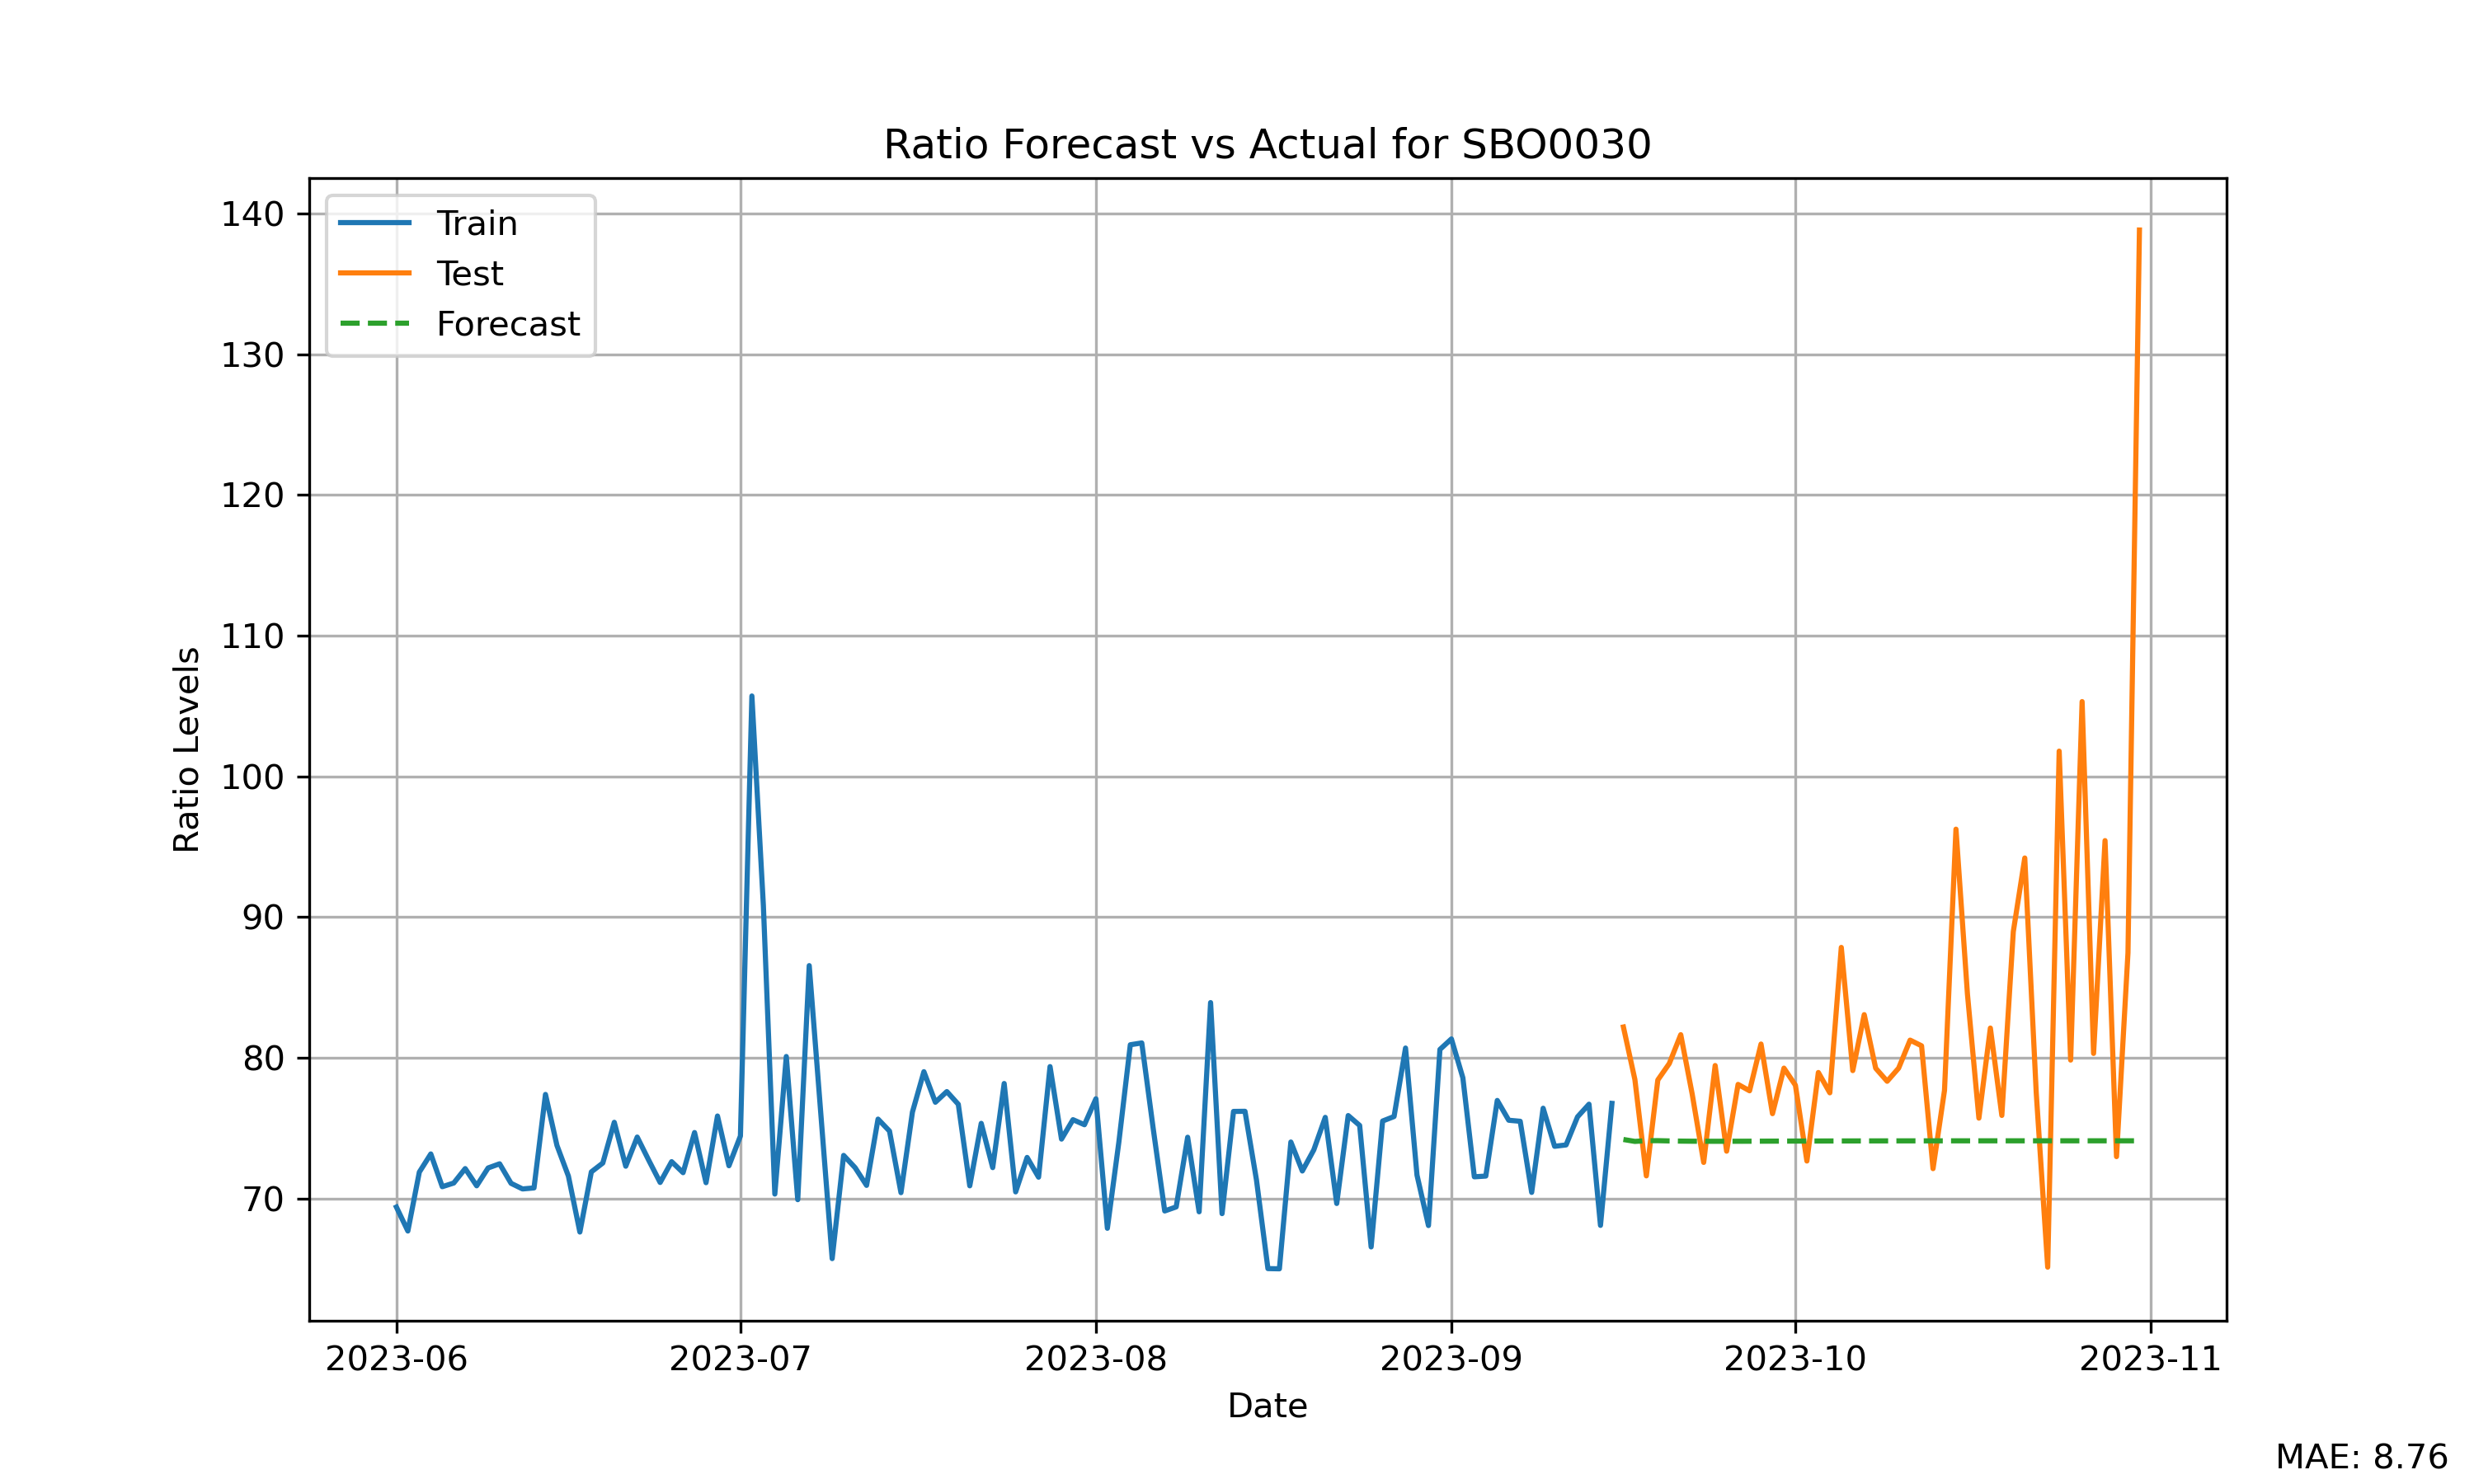 Ratio Forecast vs Actual for SBO0030
Train
Test
Forecast
140
130
120
110
100
90
80
70
Ratio Levels
2023-06 2023-07 2023-08 2023-09 2023-10 2023-11
Date
MAE: 8.76